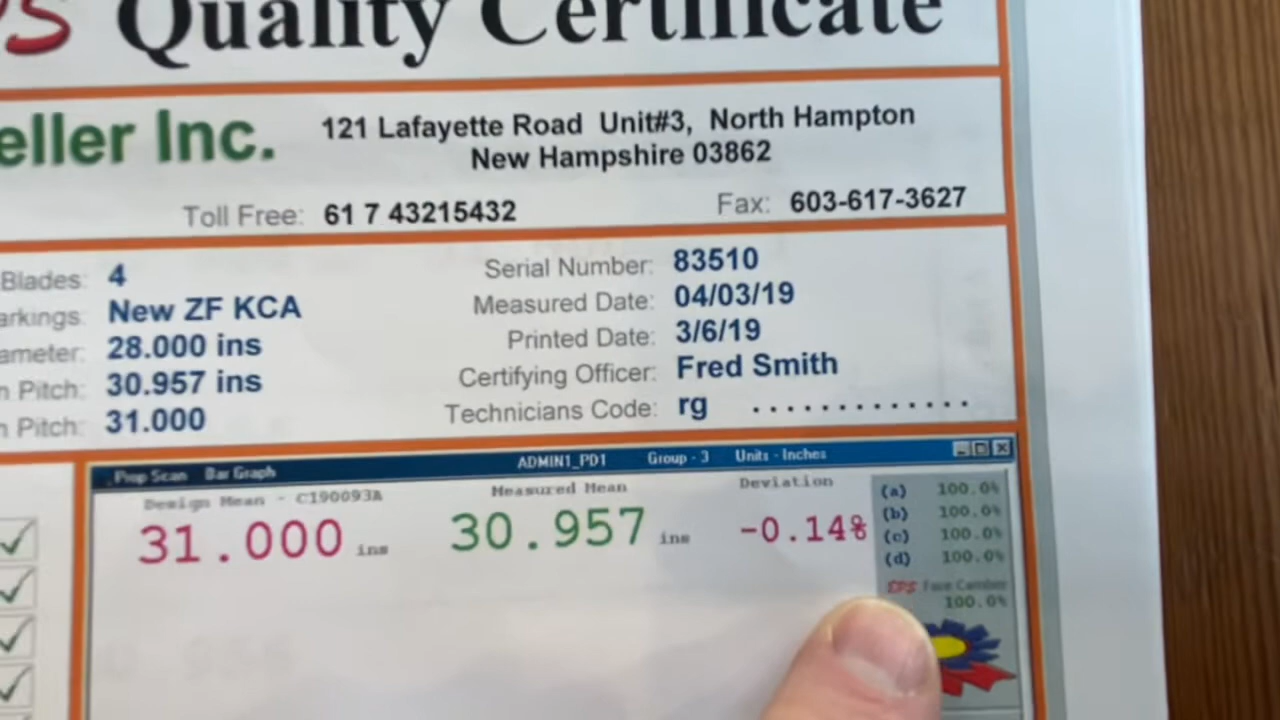 PS Quality Certificate
eller Inc.
121 Lafayette Road Unit#3, North Hampton
New Hampshire 03862
Toll Free: 61 7 43215432
Fax: 603-617-3627
Blades: 4
Serial Number: 83510
arkings: New ZF KCA
Measured Date: 04/03/19
ameter: 28.000 ins
Printed Date: 3/6/19
n Pitch: 30.957 ins
Certifying Officer: Fred Smith
n Pitch: 31.000
Technicians Code: rg .............
Prop Scan Bar Graph ADMIN1_PD1 Group - 3 Units - Inches
Design Mean - C190093A
Measured Mean
Deviation
31.000 ins
30.957 ins
-0.14%
(a) 100.0%
(b) 100.0%
(c) 100.0%
(d) 100.0%
EPS Face Camber
100.0%